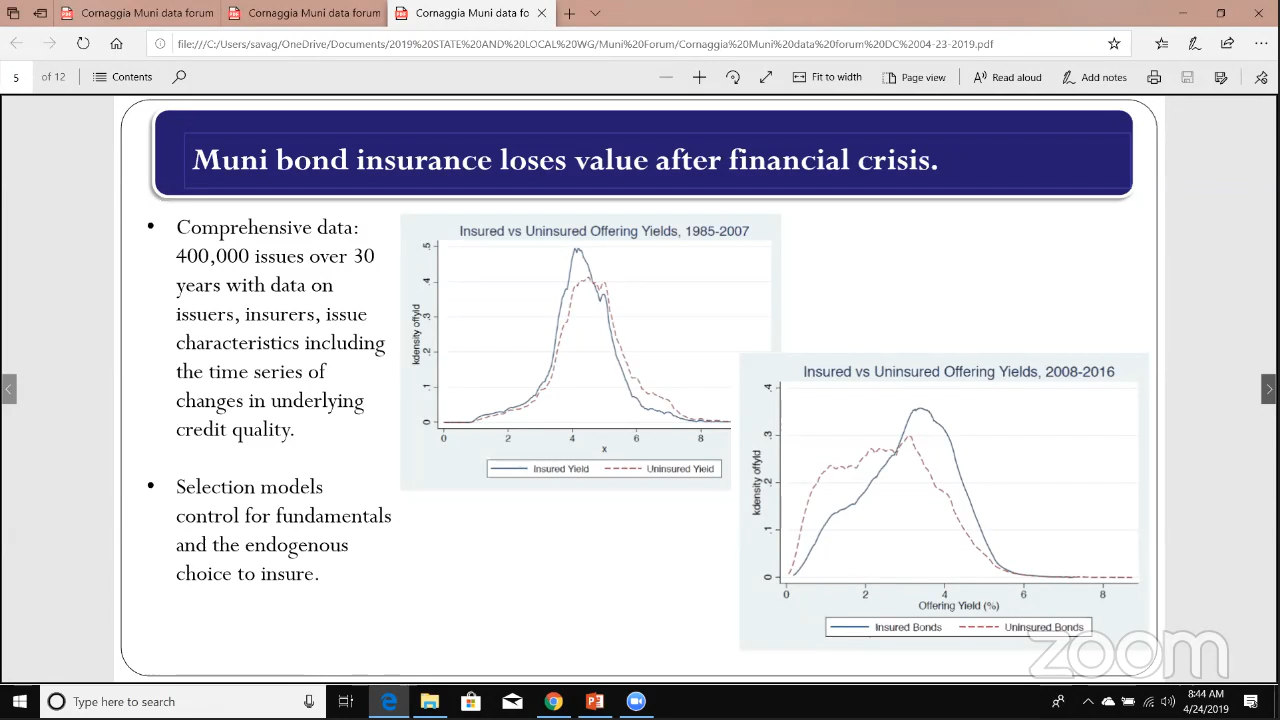 Cornaggia Muni data fo
Cornaggia Muni data fo
file:///C:/Users/savag/OneDrive/Documents/2019%20STATE%20AND%20LOCAL%20WG/Muni%20Forum/Cornaggia%20Muni%20data%20forum%20DC%2004-23-2019.pdf
5 of 12 Contents Fit to width Page view Read aloud Add notes
Muni bond insurance loses value after financial crisis.
• Comprehensive data:
400,000 issues over 30
years with data on
issuers, insurers, issue
characteristics including
the time series of
changes in underlying
credit quality.
• Selection models
control for fundamentals
and the endogenous
choice to insure.
Insured vs Uninsured Offering Yields, 1985-2007
kdensity offyld
.5
.4
.3
.2
.1
0
0 2 4 6 8
x
Insured Yield Uninsured Yield
Insured vs Uninsured Offering Yields, 2008-2016
kdensity offyld
.4
.3
.2
.1
0
0 2 4 6 8
Offering Yield (%)
Insured Bonds Uninsured Bonds
zoom
Type here to search
8:44 AM
4/24/2019